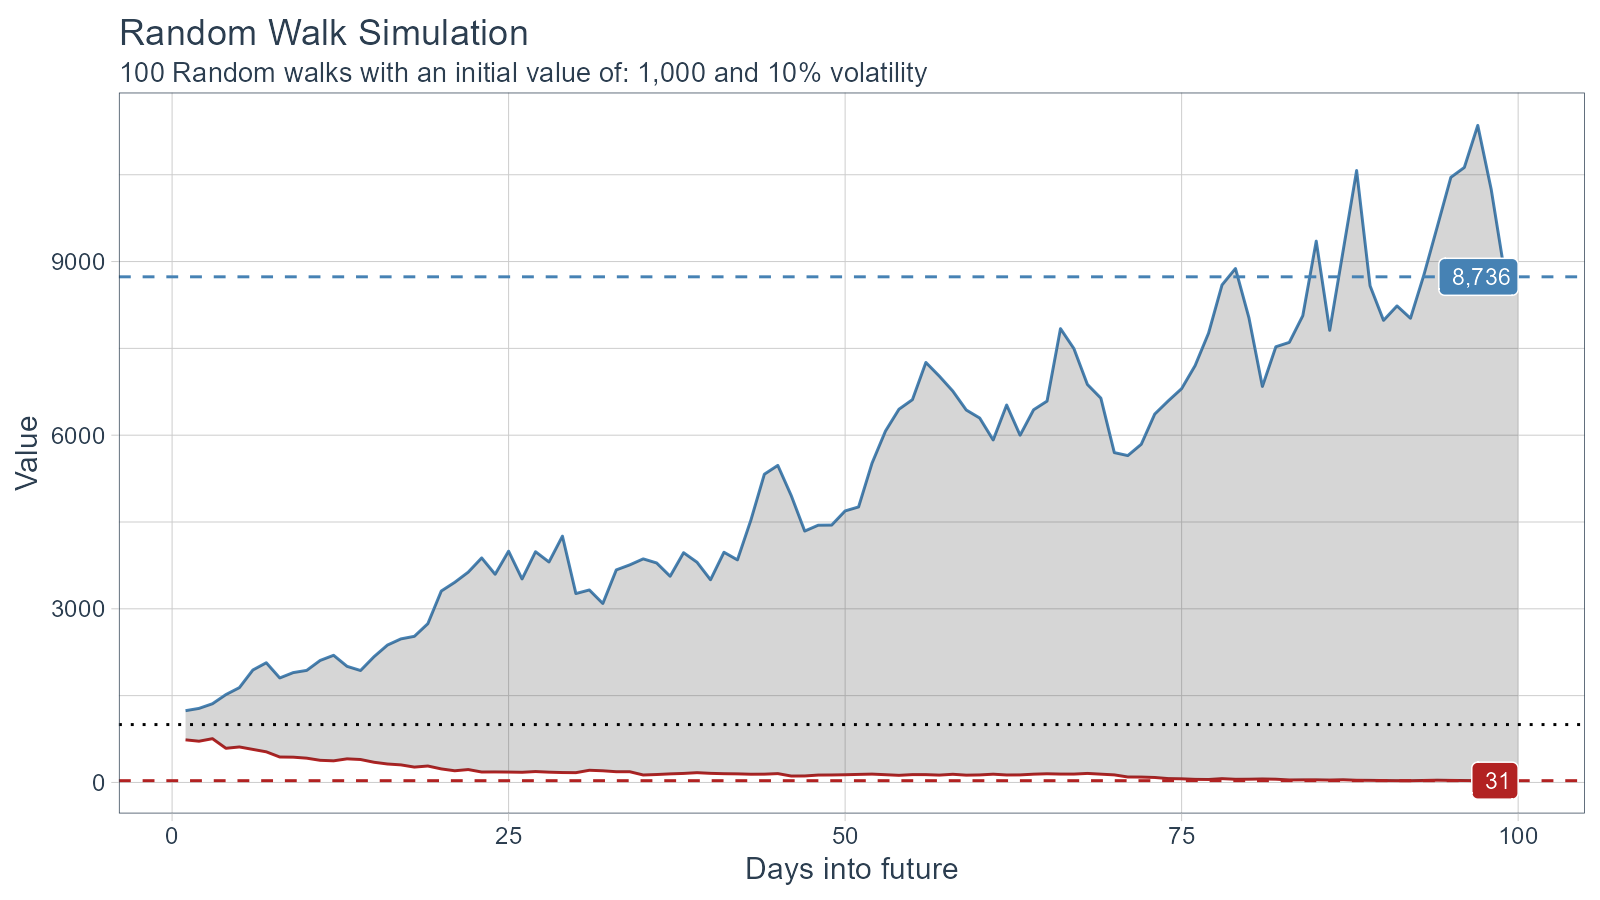 Random Walk Simulation
100 Random walks with an initial value of: 1,000 and 10% volatility
Value
9000
6000
3000
0
8,736
31
0
25
50
75
100
Days into future